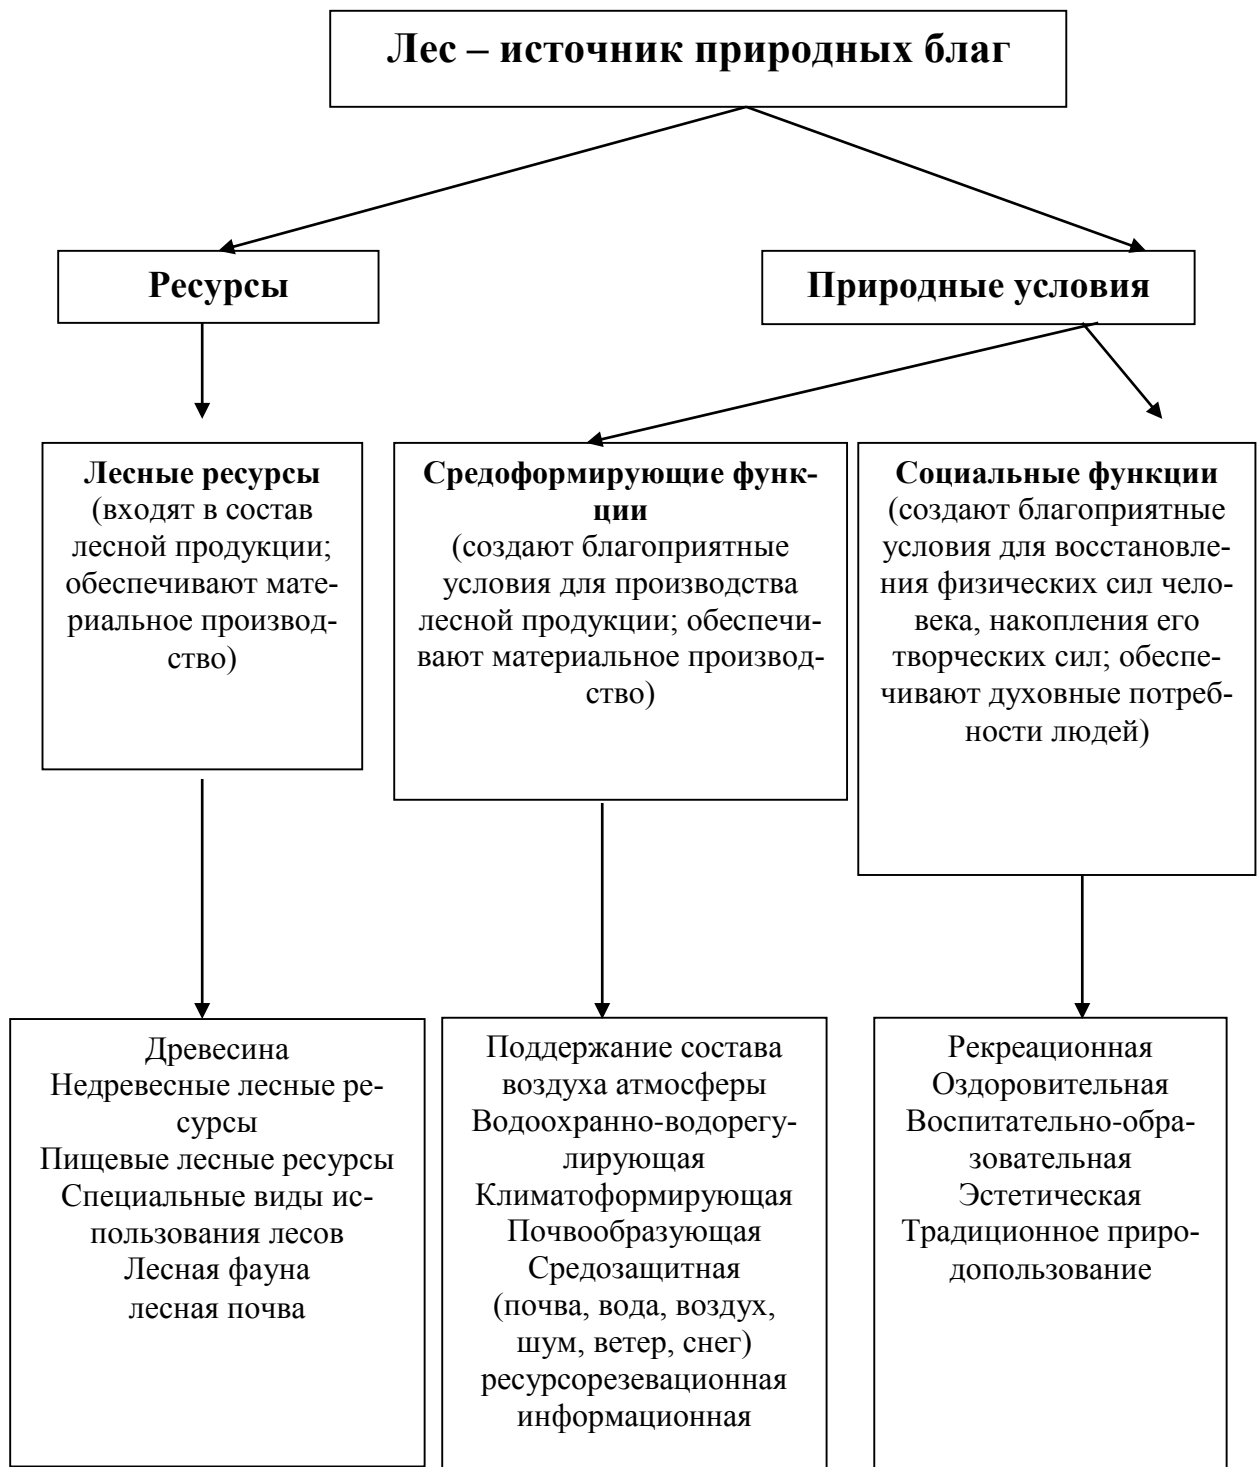 Лес – источник природных благ
Ресурсы
Природные условия
Лесные ресурсы
(входят в состав
лесной продукции;
обеспечивают мате-
риальное производ-
ство)
Средоформирующие функ-
ции
(создают благоприятные
условия для производства
лесной продукции; обеспечи-
вают материальное производ-
ство)
Социальные функции
(создают благоприятные
условия для восстановле-
ния физических сил чело-
века, накопления его
творческих сил; обеспе-
чивают духовные потреб-
ности людей)
Древесина
Недревесные лесные ре-
сурсы
Пищевые лесные ресурсы
Специальные виды ис-
пользования лесов
Лесная фауна
лесная почва
Поддержание состава
воздуха атмосферы
Водоохранно-водорегу-
лирующая
Климатоформирующая
Почвообразующая
Средозащитная
(почва, вода, воздух,
шум, ветер, снег)
ресурсорезевационная
информационная
Рекреационная
Оздоровительная
Воспитательно-обра-
зовательная
Эстетическая
Традиционное приро-
допользование